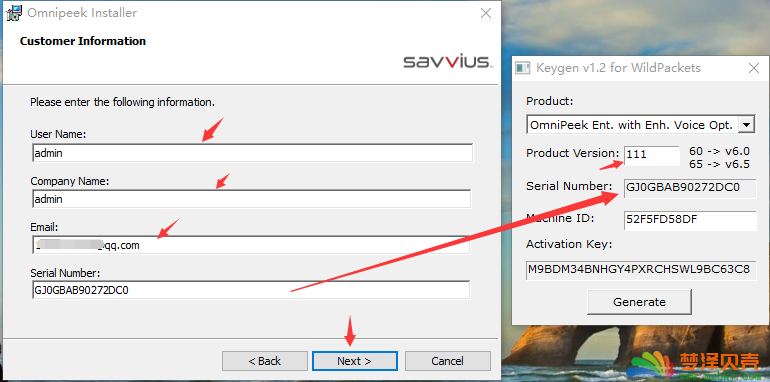 Omnipeek Installer
Customer Information
savvius
Please enter the following information.
User Name:
admin
Company Name:
admin
Email:
qq.com
Serial Number:
GJ0GBAB90272DC0
< Back
Next >
Cancel
Keygen v1.2 for WildPackets
Product:
OmniPeek Ent. with Enh. Voice Opt.
Product Version:
111
60 -> v6.0
65 -> v6.5
Serial Number:
GJ0GBAB90272DC0
Machine ID:
52F5FD58DF
Activation Key:
M9BDM34BNHGY4PXRCHSWL9BC63C8
Generate
梦泽贝壳